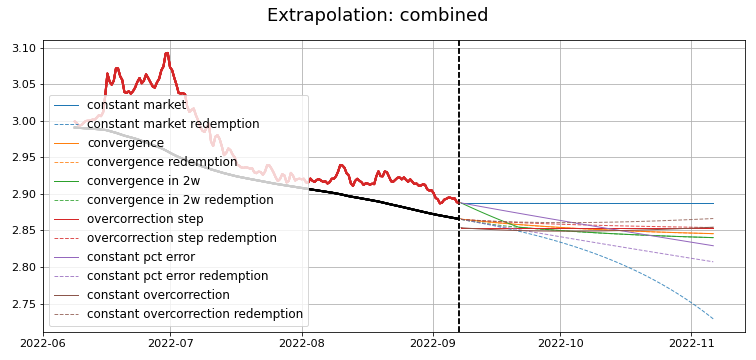 Extrapolation: combined
3.10
3.05
3.00
2.95
2.90
2.85
2.80
2.75
constant market
constant market redemption
convergence
convergence redemption
convergence in 2w
convergence in 2w redemption
overcorrection step
overcorrection step redemption
constant pct error
constant pct error redemption
constant overcorrection
constant overcorrection redemption
2022-06 2022-07 2022-08 2022-09 2022-10 2022-11